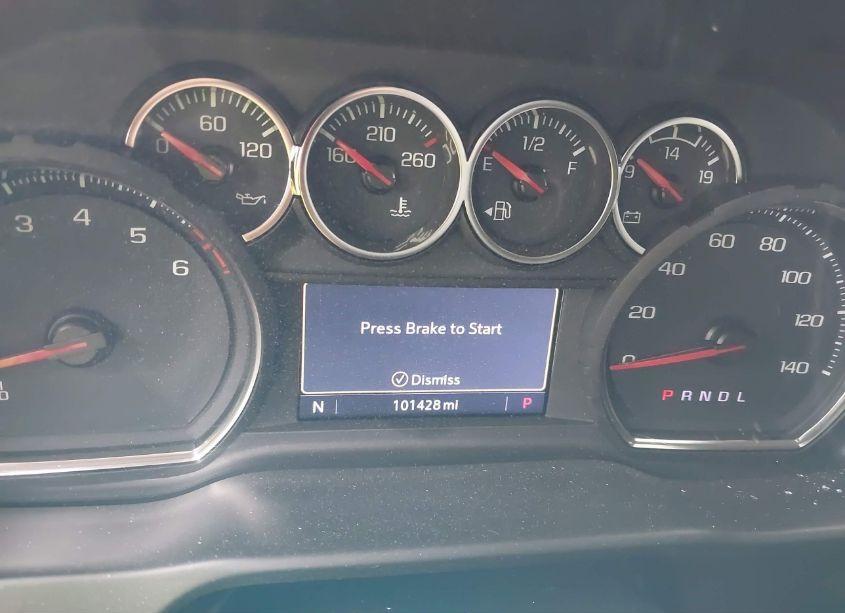 0 60 120
160 210 260
E 1/2 F
9 14 19
3 4 5 6
Press Brake to Start
Dismiss
N 101428 mi P
0 20 40 60 80 100 120 140
P R N D L